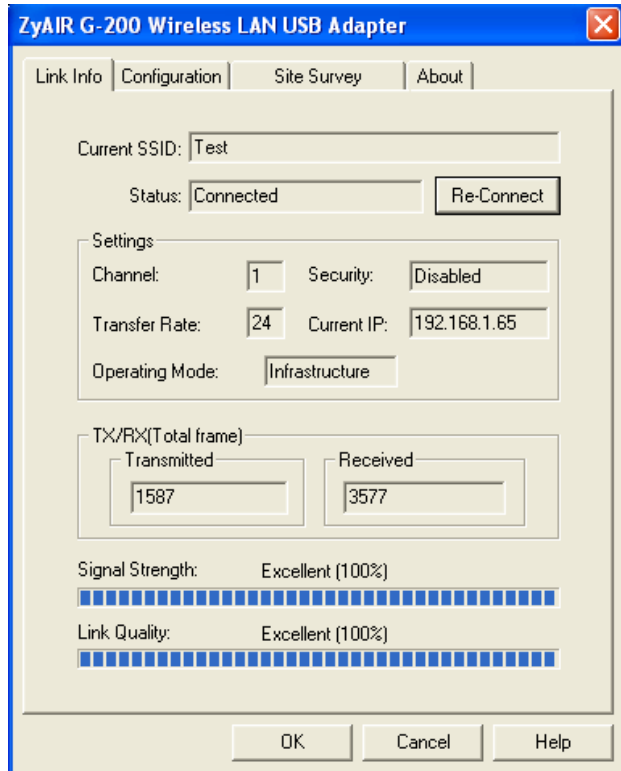 ZyAIR G-200 Wireless LAN USB Adapter
Link Info Configuration Site Survey About
Current SSID: Test
Status: Connected Re-Connect
Settings
Channel: 1 Security: Disabled
Transfer Rate: 24 Current IP: 192.168.1.65
Operating Mode: Infrastructure
TX/RX(Total frame)
Transmitted Received
1587 3577
Signal Strength: Excellent (100%)
Link Quality: Excellent (100%)
OK Cancel Help